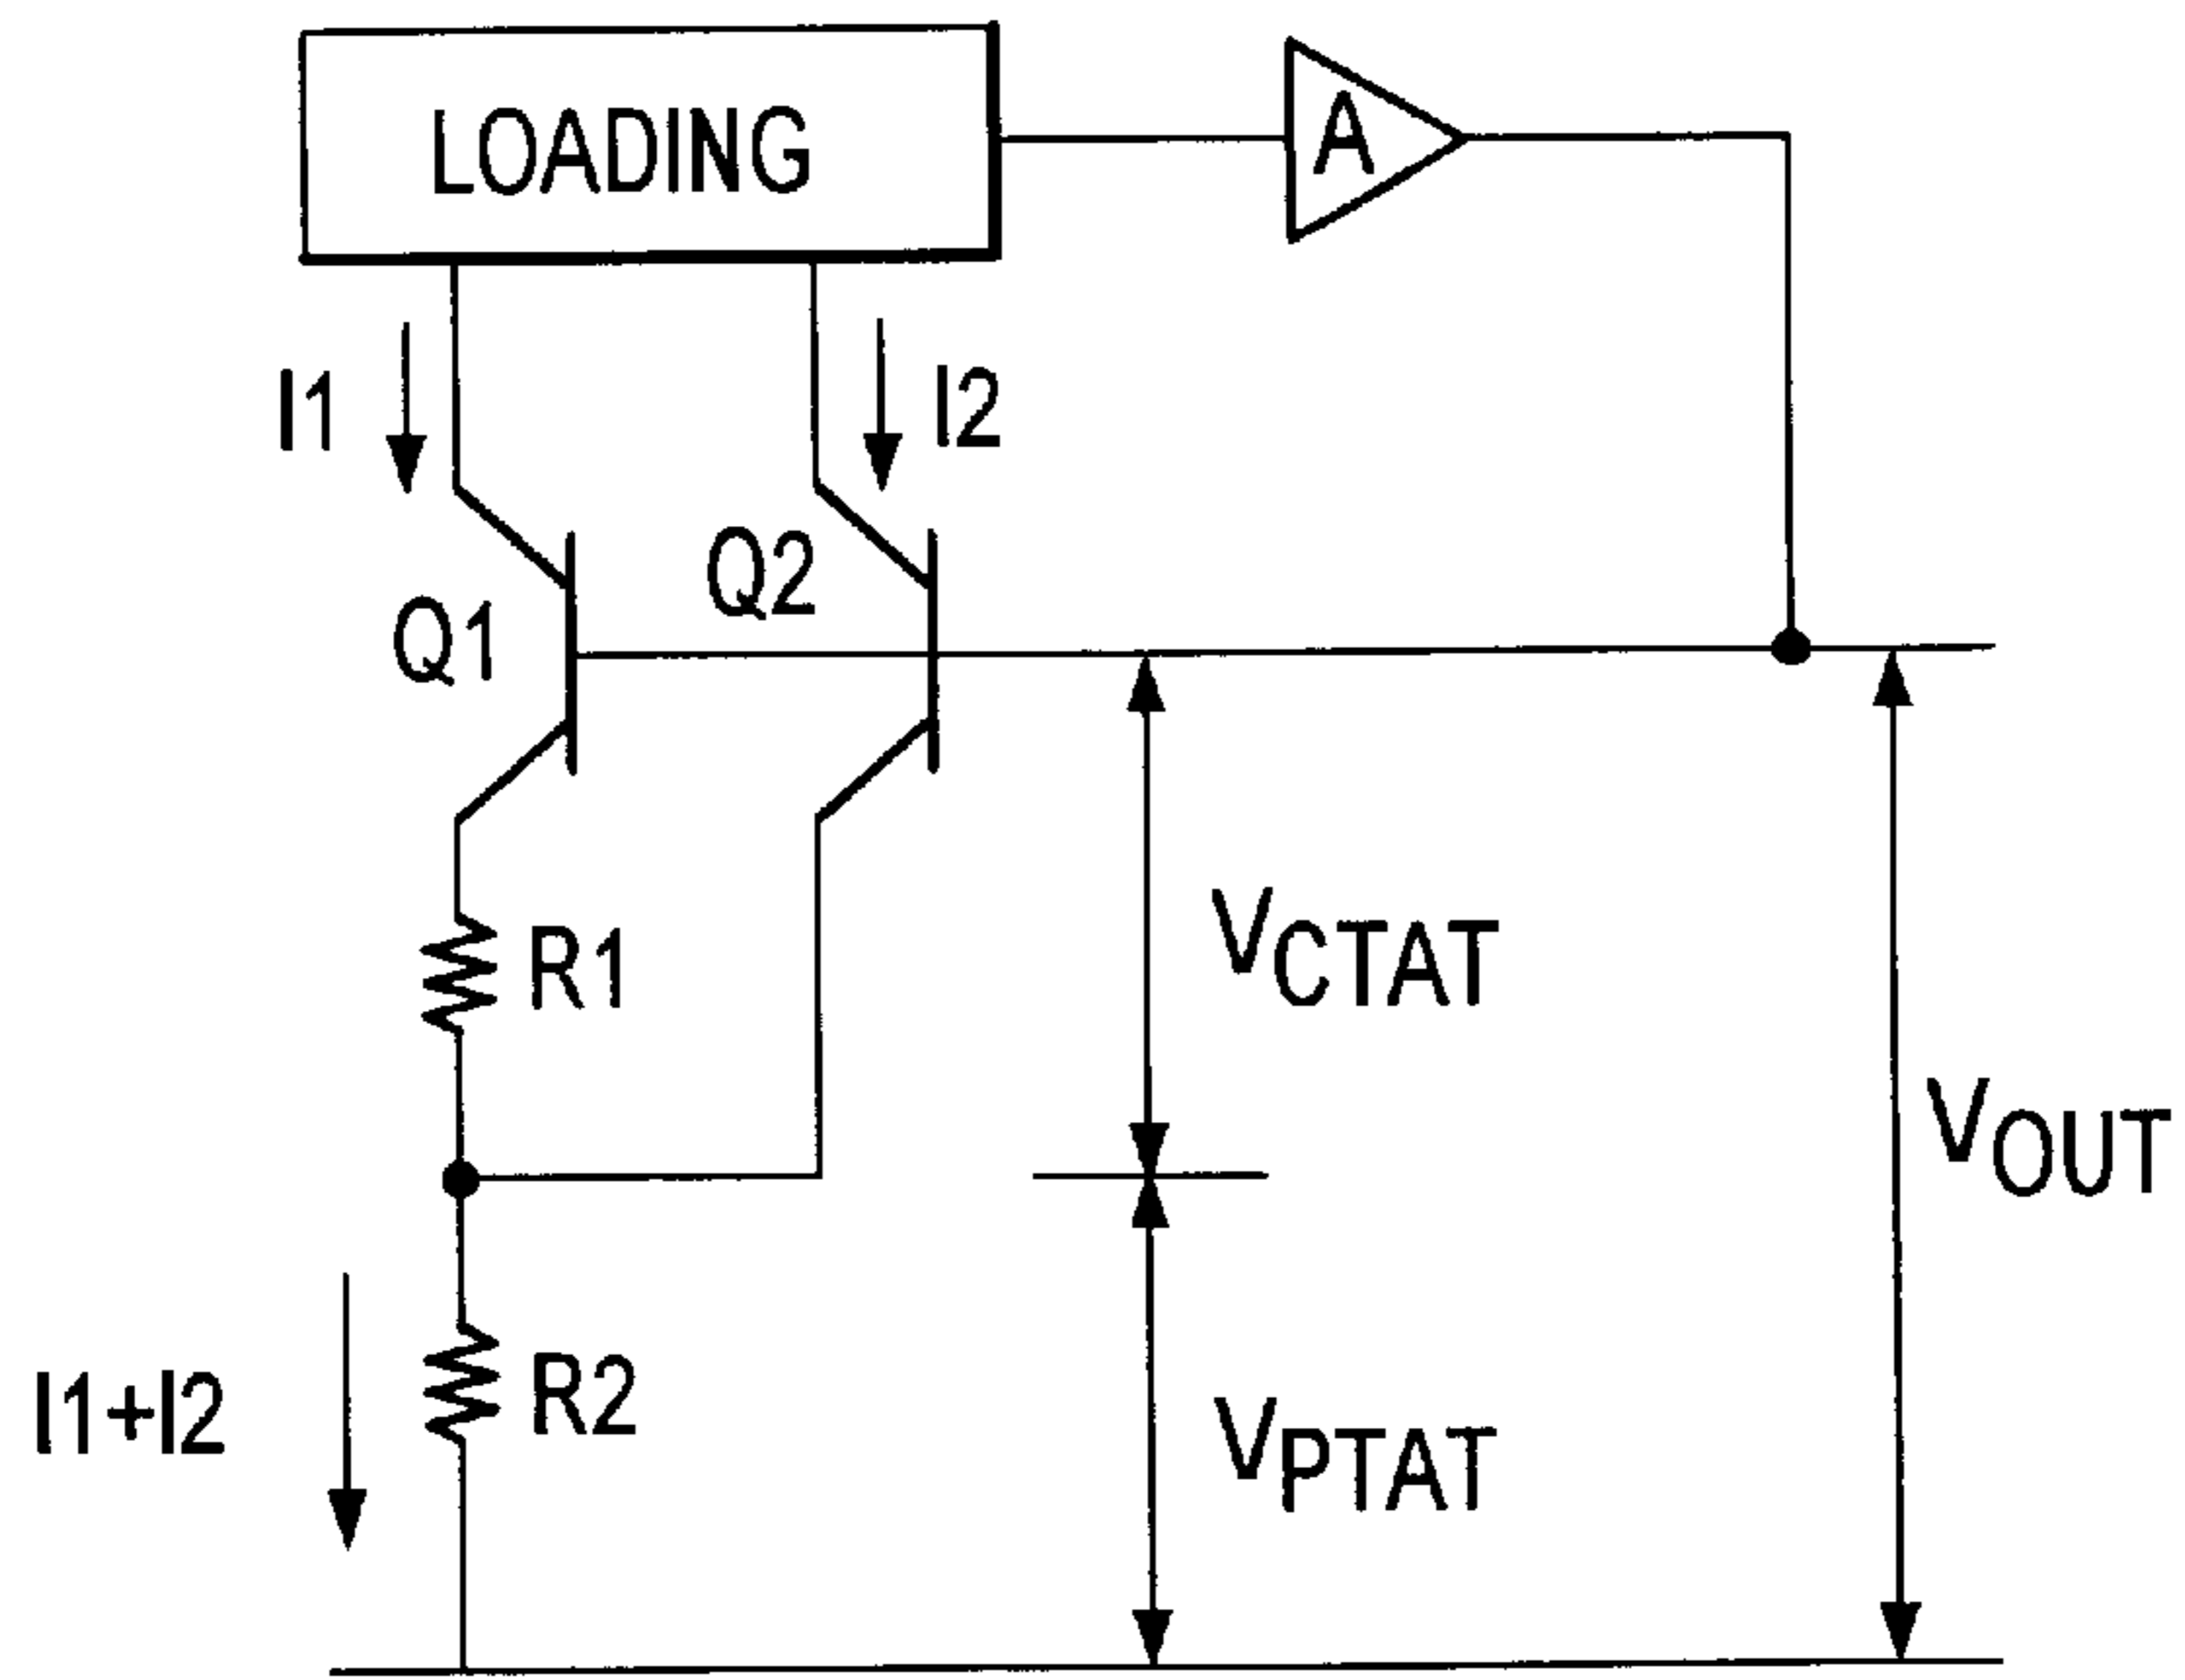 LOADING
A
I1
I2
Q2
Q1
R1
VCTAT
VOUT
I1+I2
R2
VPTAT